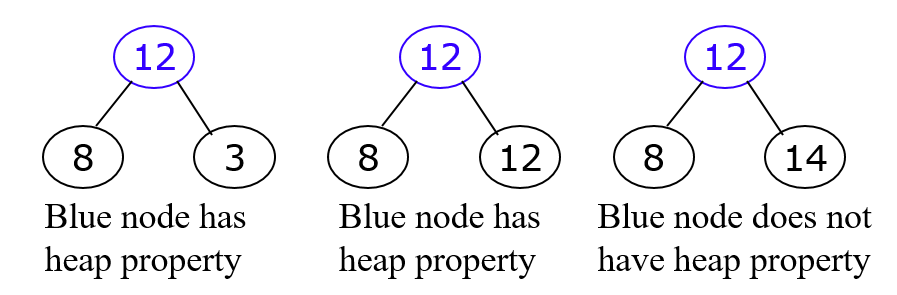 12
8
3
Blue node has
heap property
12
8
12
Blue node has
heap property
12
8
14
Blue node does not
have heap property